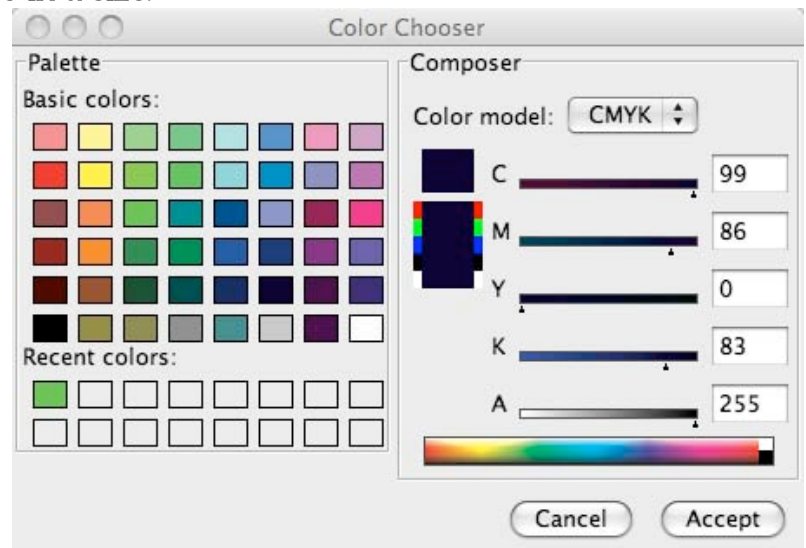 Color Chooser
Palette
Basic colors:
Recent colors:
Composer
Color model: CMYK
C 99
M 86
Y 0
K 83
A 255
Cancel Accept